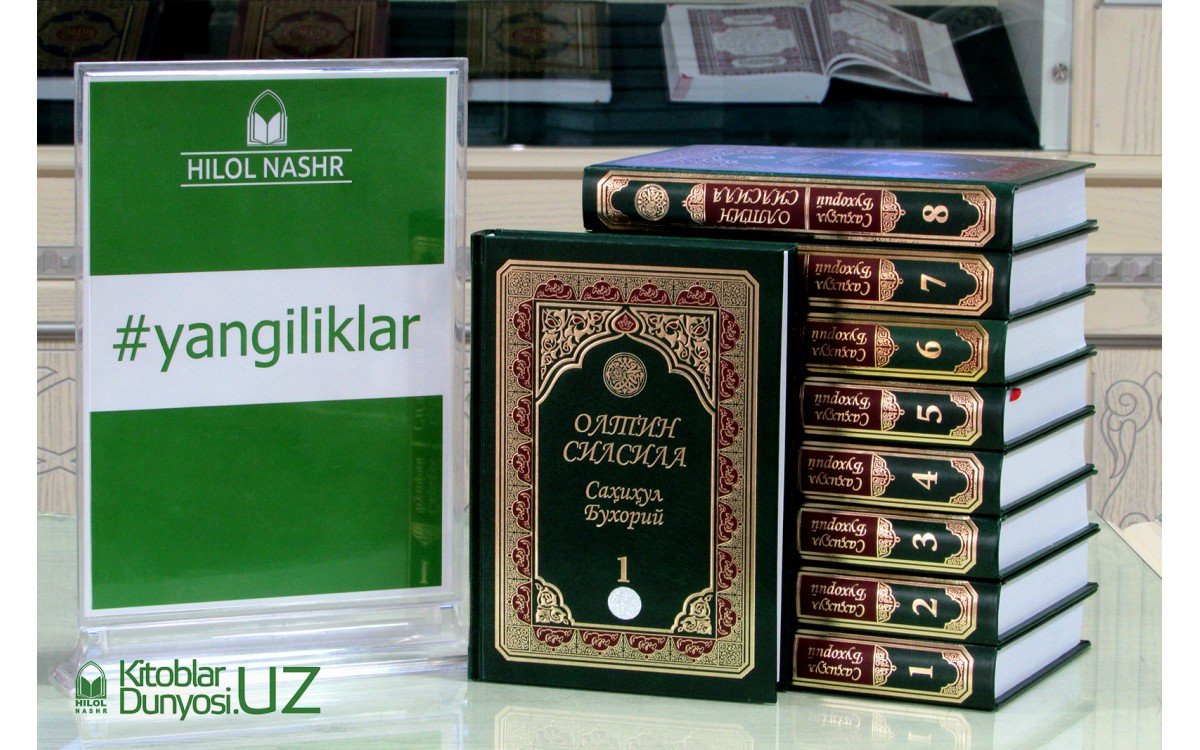 HILOL NASHR
#yangiliklar
ОЛТИН
СИЛСИЛА
Саҳиҳул
Бухорий
1
ОЛТИН
СИЛСИЛА
Саҳиҳул
Бухорий
8
Саҳиҳул
Бухорий
7
Саҳиҳул
Бухорий
6
Саҳиҳул
Бухорий
5
Саҳиҳул
Бухорий
4
Саҳиҳул
Бухорий
3
Саҳиҳул
Бухорий
2
Саҳиҳул
Бухорий
1
HILOL
NASHR
Kitoblar
Dunyosi.UZ